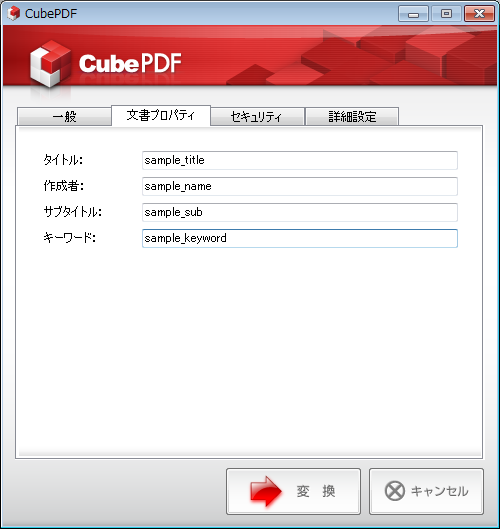 CubePDF
CubePDF
一般 文書プロパティ セキュリティ 詳細設定
タイトル: sample_title
作成者: sample_name
サブタイトル: sample_sub
キーワード: sample_keyword
変 換 キャンセル